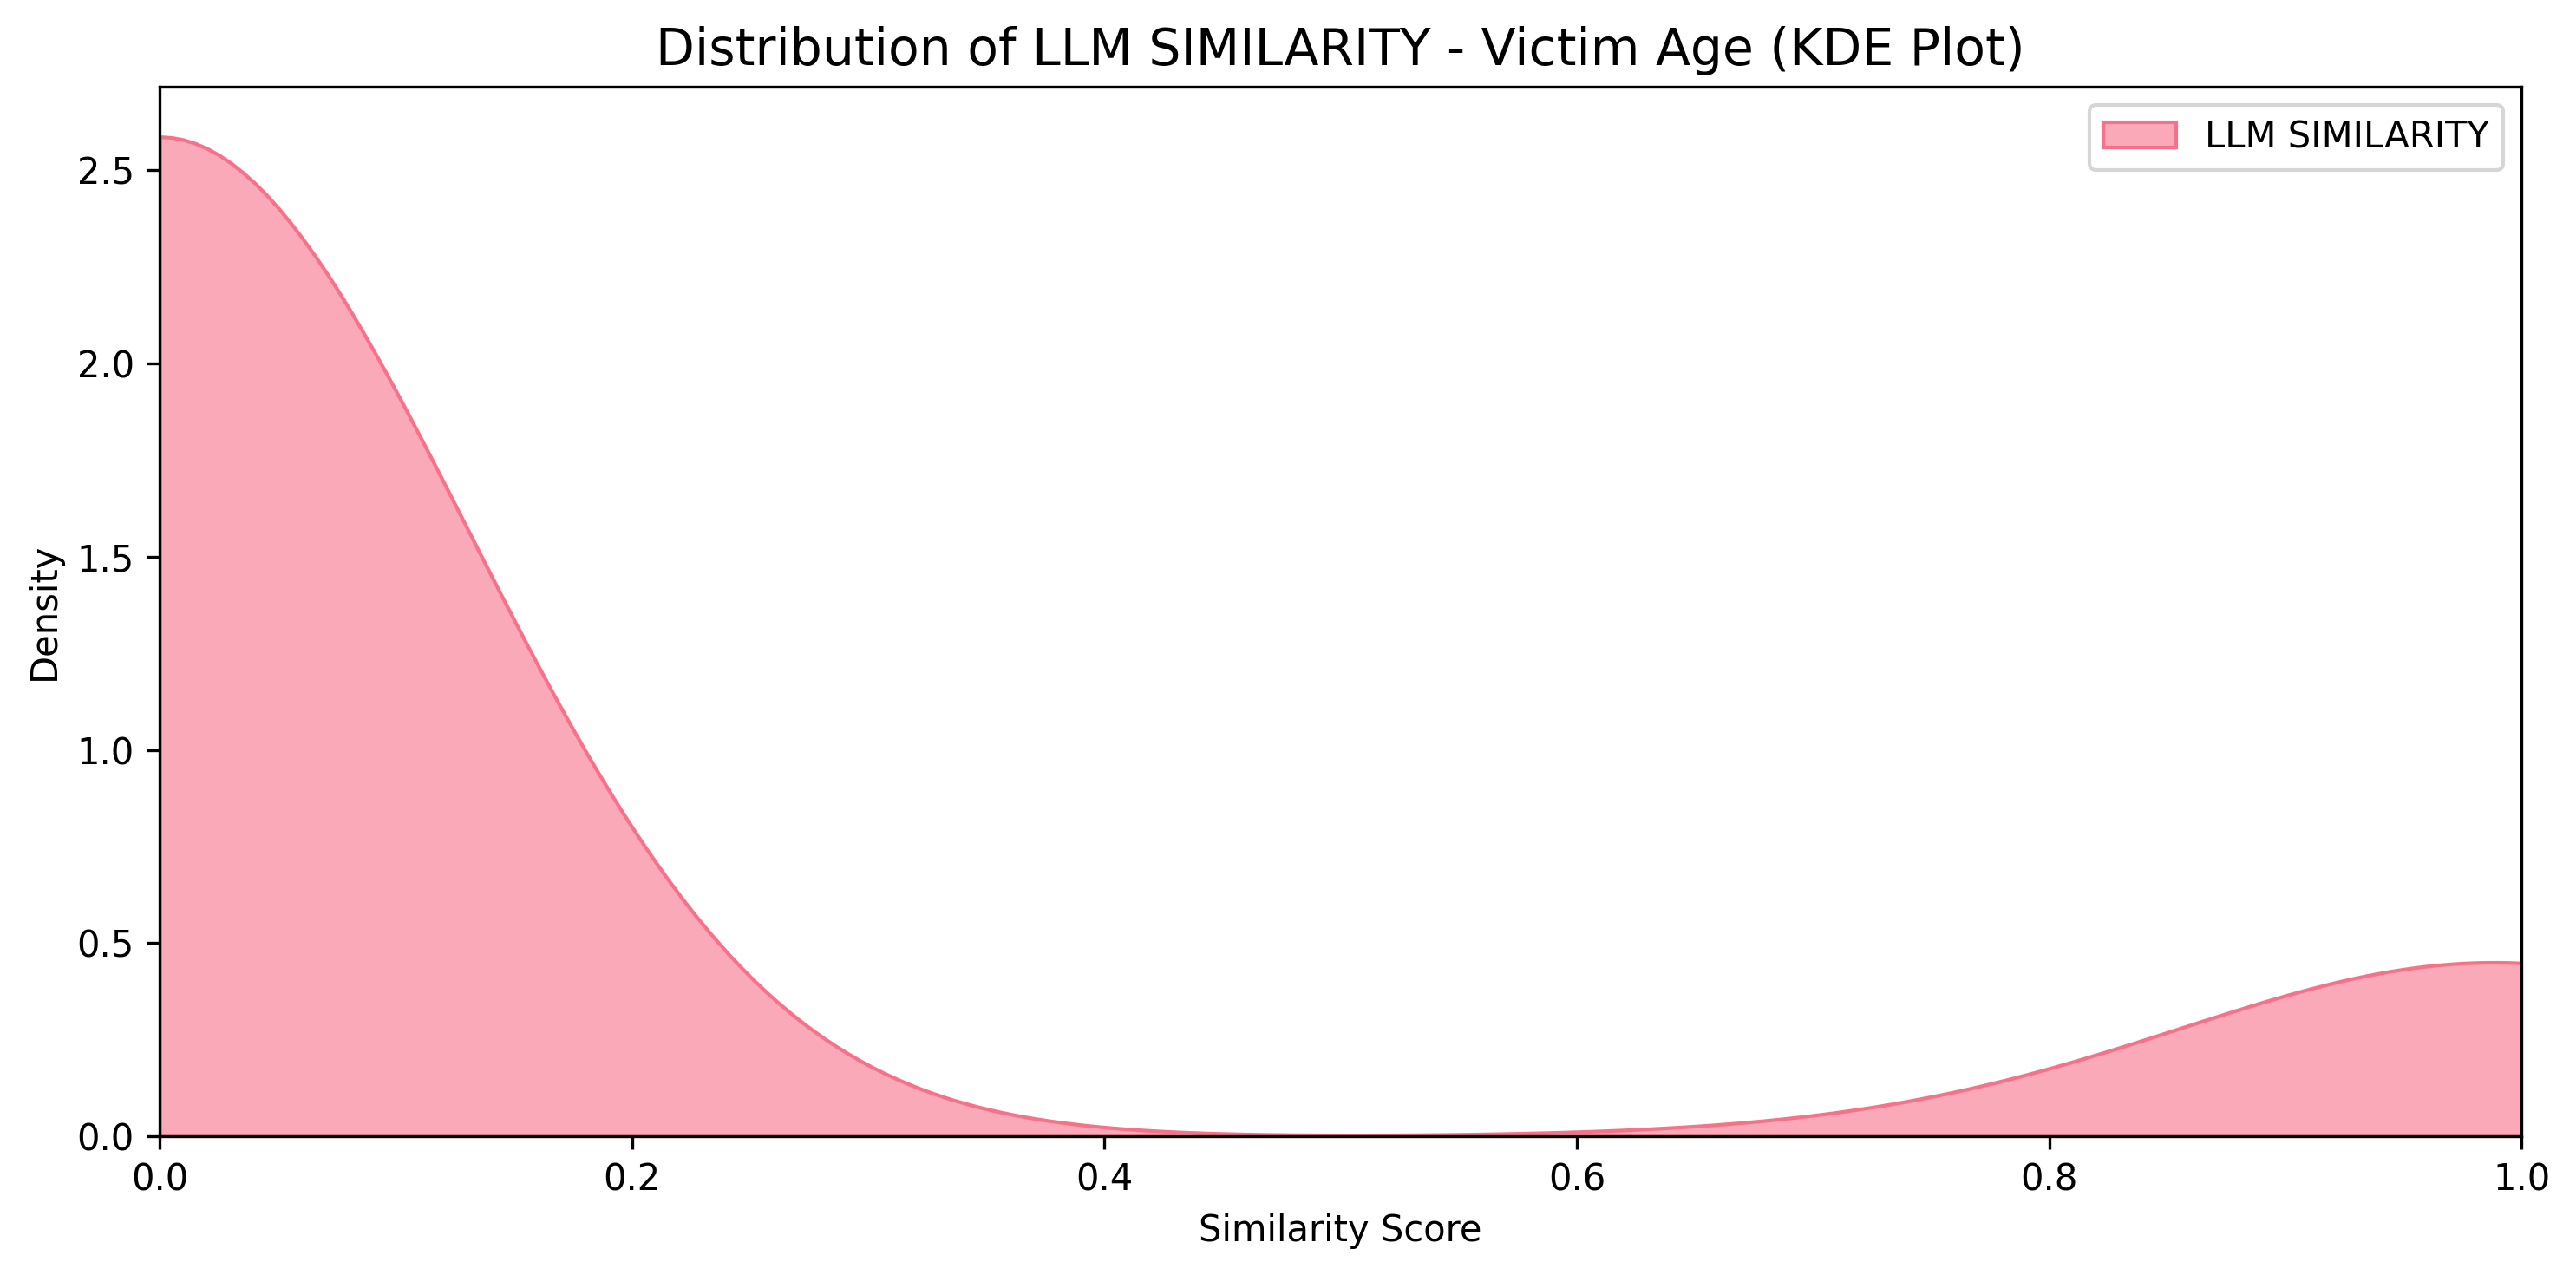 Distribution of LLM SIMILARITY - Victim Age (KDE Plot)
LLM SIMILARITY
2.5
2.0
1.5
1.0
0.5
0.0
Density
0.0 0.2 0.4 0.6 0.8 1.0
Similarity Score